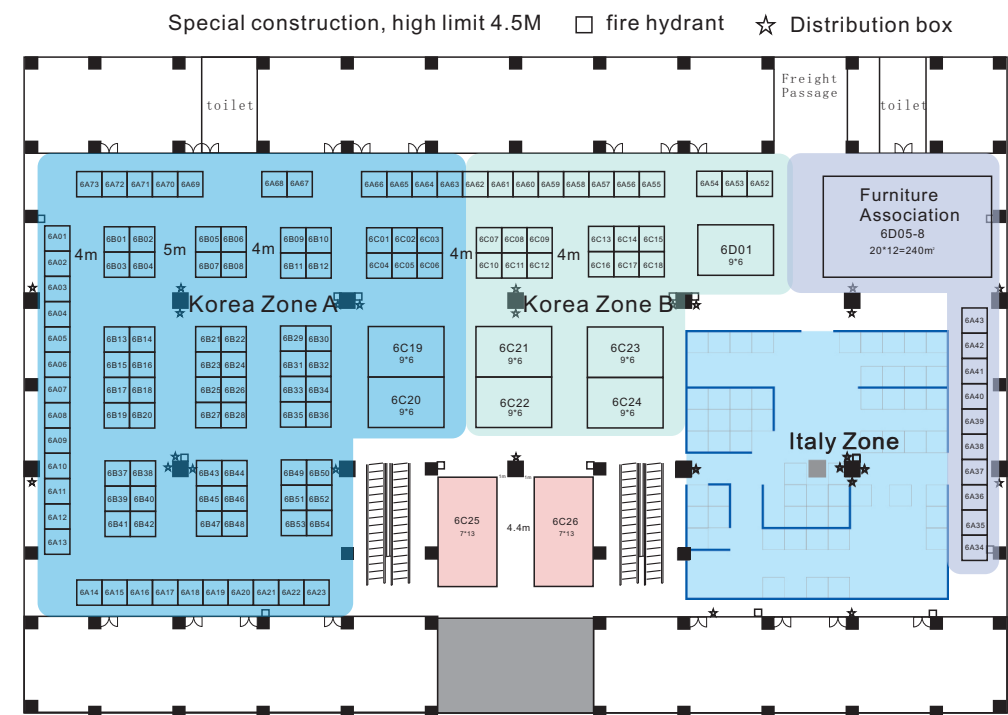 Special construction, high limit 4.5M fire hydrant Distribution box
toilet
Freight
Passage
toilet
6A73 6A72 6A71 6A70 6A69
6A68 6A67
6A66 6A65 6A64 6A63 6A62 6A61 6A60 6A59 6A58 6A57 6A56 6A55
6A54 6A53 6A52
Furniture
Association
6D05-8
20*12=240㎡
6A01
6A02
6A03
6A04
6A05
6A06
6A07
6A08
6A09
6A10
6A11
6A12
6A13
4m
6B01 6B02
6B03 6B04
5m
6B05 6B06
6B07 6B08
4m
6B09 6B10
6B11 6B12
6C01 6C02 6C03
6C04 6C05 6C06
4m
6C07 6C08 6C09
6C10 6C11 6C12
4m
6C13 6C14 6C15
6C16 6C17 6C18
6D01
9*6
Korea Zone A
Korea Zone B
6B13 6B14
6B15 6B16
6B17 6B18
6B19 6B20
6B21 6B22
6B23 6B24
6B25 6B26
6B27 6B28
6B29 6B30
6B31 6B32
6B33 6B34
6B35 6B36
6C19
9*6
6C20
9*6
6C21
9*6
6C22
9*6
6C23
9*6
6C24
9*6
Italy Zone
6A43
6A42
6A41
6A40
6A39
6A38
6A37
6A36
6A35
6A34
6B37 6B38
6B39 6B40
6B41 6B42
6B43 6B44
6B45 6B46
6B47 6B48
6B49 6B50
6B51 6B52
6B53 6B54
6C25
7*13
4.4m
6C26
7*13
6A14 6A15 6A16 6A17 6A18 6A19 6A20 6A21 6A22 6A23